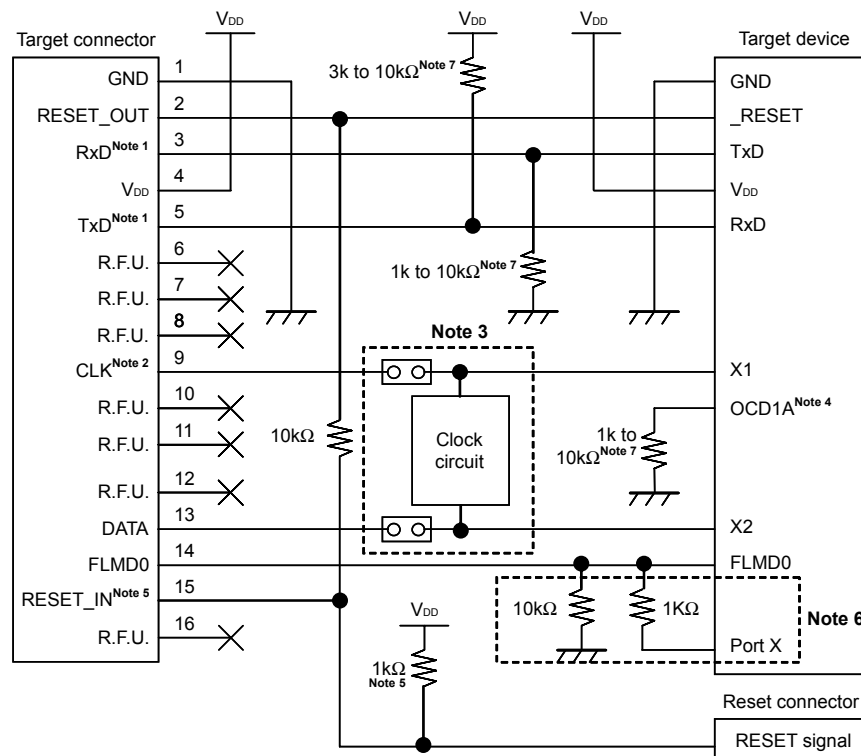 VDD
VDD
VDD
Target connector
Target device
3k to 10kΩNote 7
GND 1
GND
RESET_OUT 2
_RESET
RxDNote 1 3
TxD
VDD 4
VDD
TxDNote 1 5
RxD
R.F.U. 6
1k to 10kΩNote 7
R.F.U. 7
R.F.U. 8
Note 3
CLKNote 2 9
X1
R.F.U. 10
OCD1ANote 4
R.F.U. 11
10kΩ
Clock
circuit
1k to
10kΩNote 7
R.F.U. 12
DATA 13
X2
FLMD0 14
FLMD0
RESET_INNote 5 15
10kΩ
1KΩ
Note 6
VDD
R.F.U. 16
Port X
1kΩ
Note 5
Reset connector
RESET signal